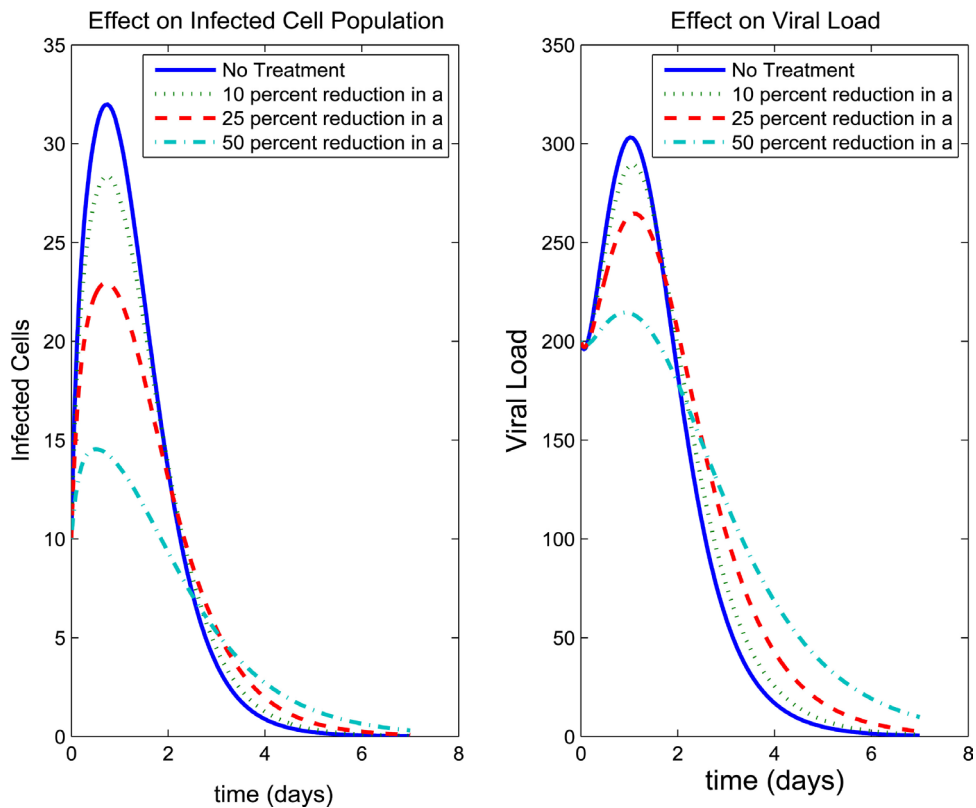 Effect on Infected Cell Population
35
30
25
20
15
10
5
0
0 2 4 6 8
Infected Cells
time (days)
No Treatment
10 percent reduction in a
25 percent reduction in a
50 percent reduction in a
Effect on Viral Load
350
300
250
200
150
100
50
0
0 2 4 6 8
Viral Load
time (days)
No Treatment
10 percent reduction in a
25 percent reduction in a
50 percent reduction in a